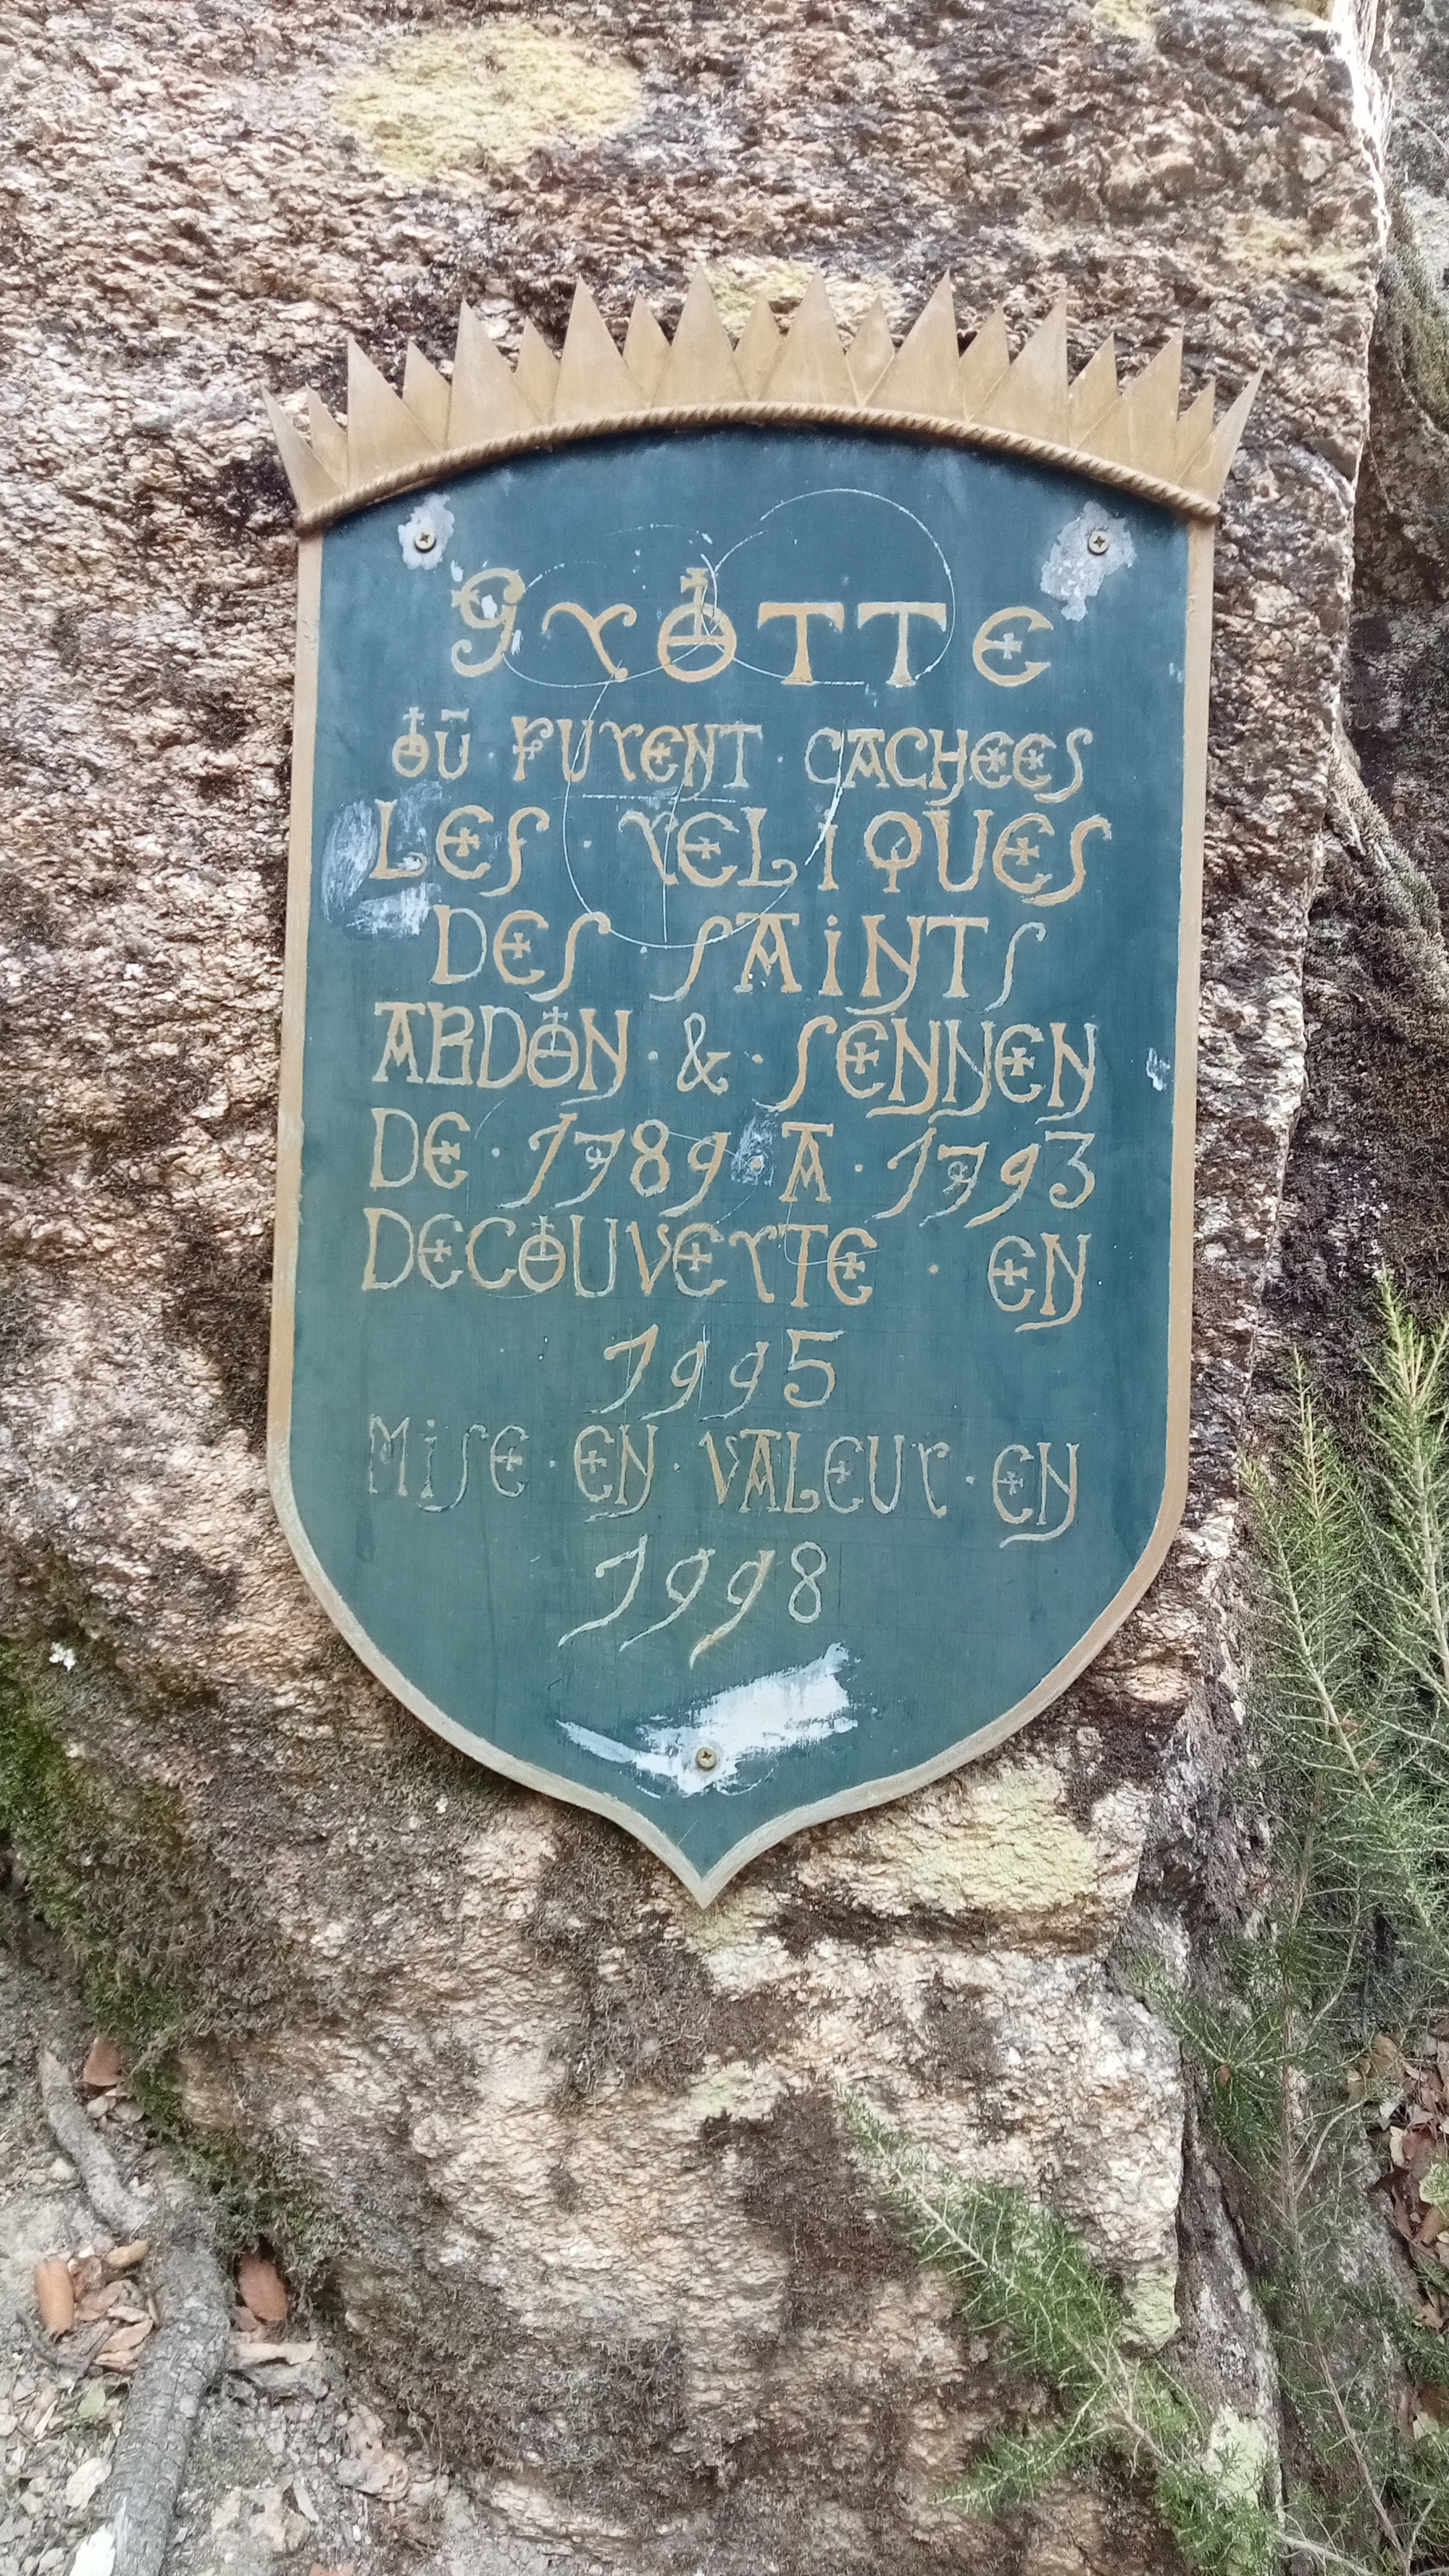 GrOTTE
OÙ FUrENT · CACHEES
LES · rELiQUES
DES · SAiNTS
ABDON · & · SENNEN
DE · 1789 · A · 1793
DECOUVErTE · EN
1995
MiSE · EN · VALEUr · EN
1998